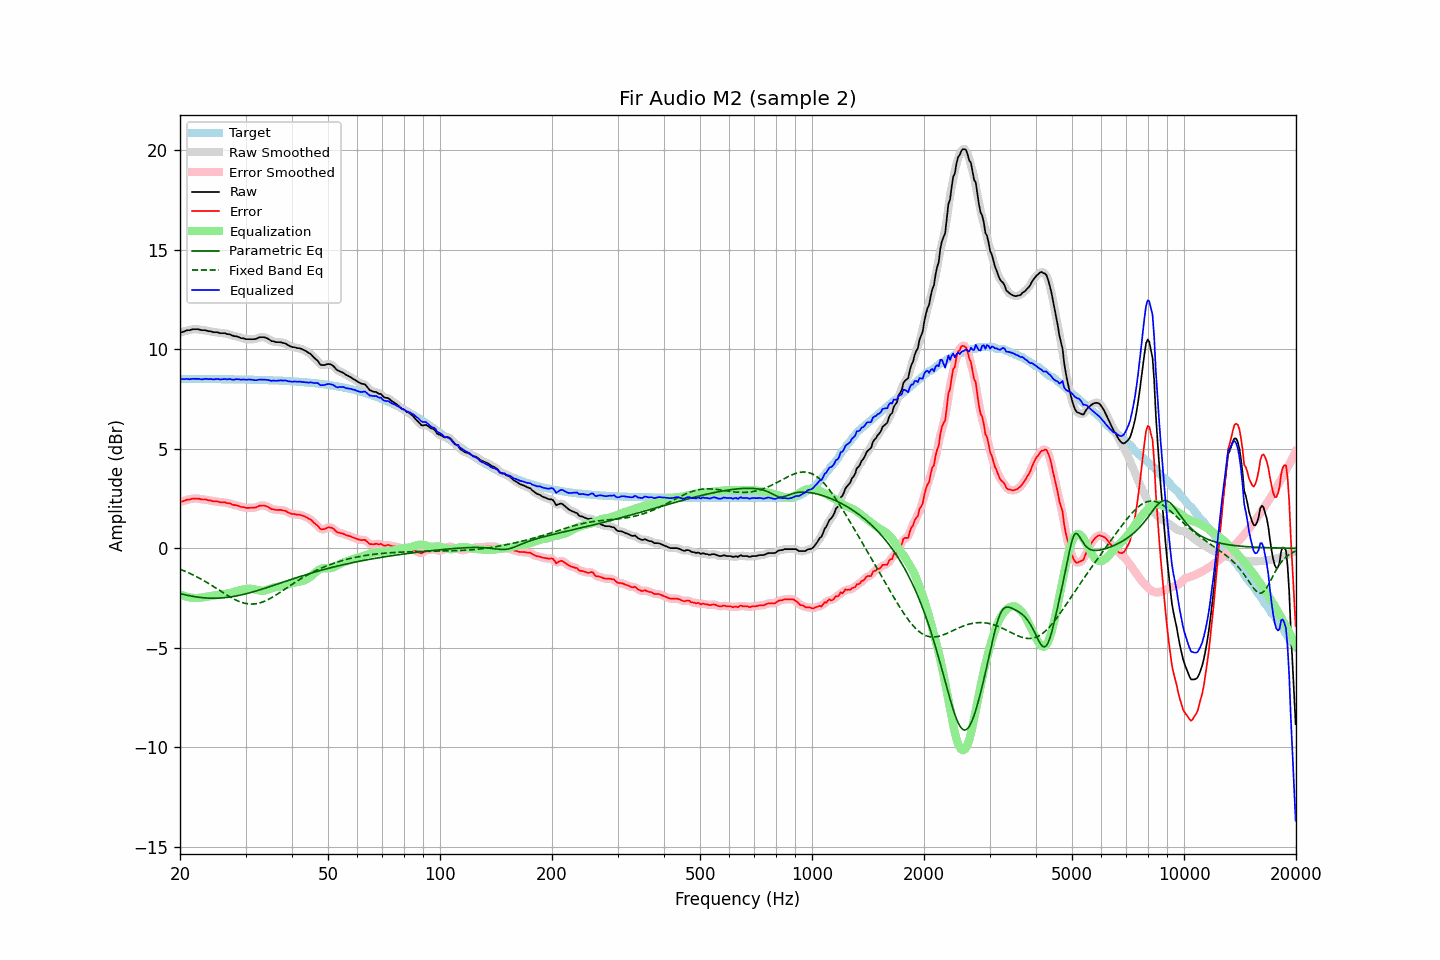 Fir Audio M2 (sample 2)
Target
Raw Smoothed
Error Smoothed
Raw
Error
Equalization
Parametric Eq
Fixed Band Eq
Equalized
20
15
10
5
0
−5
−10
−15
Amplitude (dBr)
20
50
100
200
500
1000
2000
5000
10000
20000
Frequency (Hz)